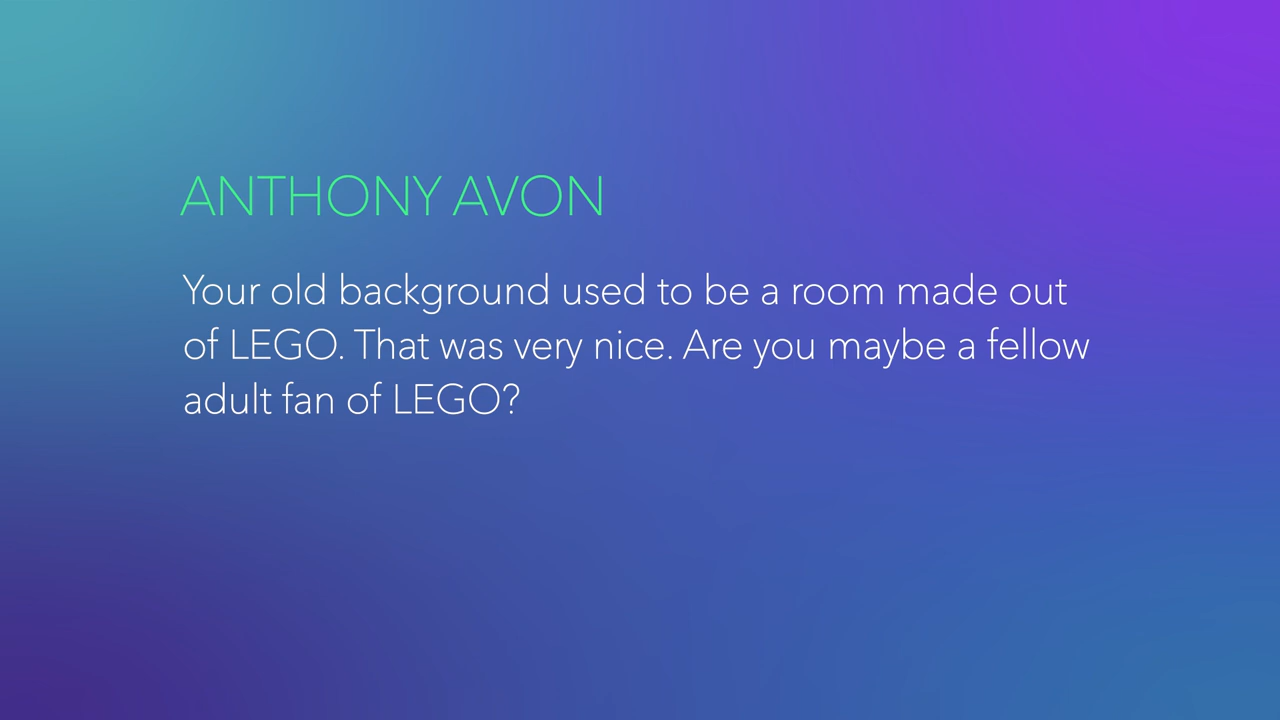 ANTHONY AVON
Your old background used to be a room made out
of LEGO. That was very nice. Are you maybe a fellow
adult fan of LEGO?